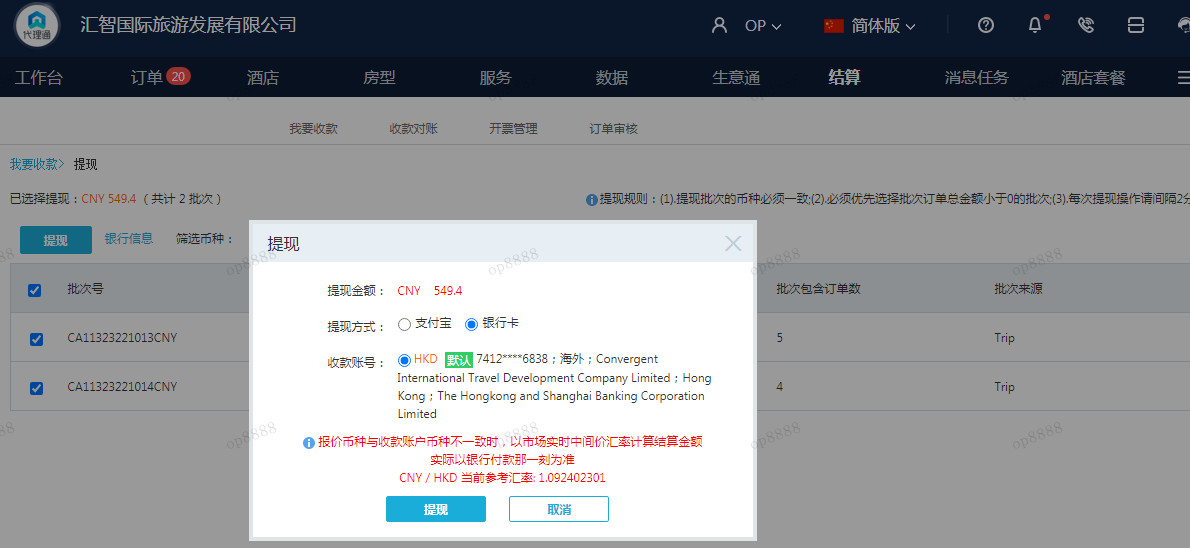 代理通
汇智国际旅游发展有限公司
OP
简体版
工作台
订单 20
酒店
房型
服务
数据
生意通
结算
消息任务
酒店套餐
我要收款
收款对账
开票管理
订单审核
我要收款> 提现
已选择提现：CNY 549.4（共计 2 批次）
提现规则：(1).提现批次的币种必须一致;(2).必须优先选择批次订单总金额小于0的批次;(3).每次提现操作请间隔2分
提现
银行信息
筛选币种：
批次号
批次包含订单数
批次来源
CA11323221013CNY
5
Trip
CA11323221014CNY
4
Trip
提现
提现金额： CNY 549.4
提现方式： 支付宝 银行卡
收款账号： HKD 默认 7412****6838；海外；Convergent
International Travel Development Company Limited；Hong
Kong；The Hongkong and Shanghai Banking Corporation
Limited
报价币种与收款账户币种不一致时，以市场实时中间价汇率计算结算金额
实际以银行付款那一刻为准
CNY / HKD 当前参考汇率: 1.092402301
提现
取消
op8888
op8888
op8888
op8888
op8888
op8888